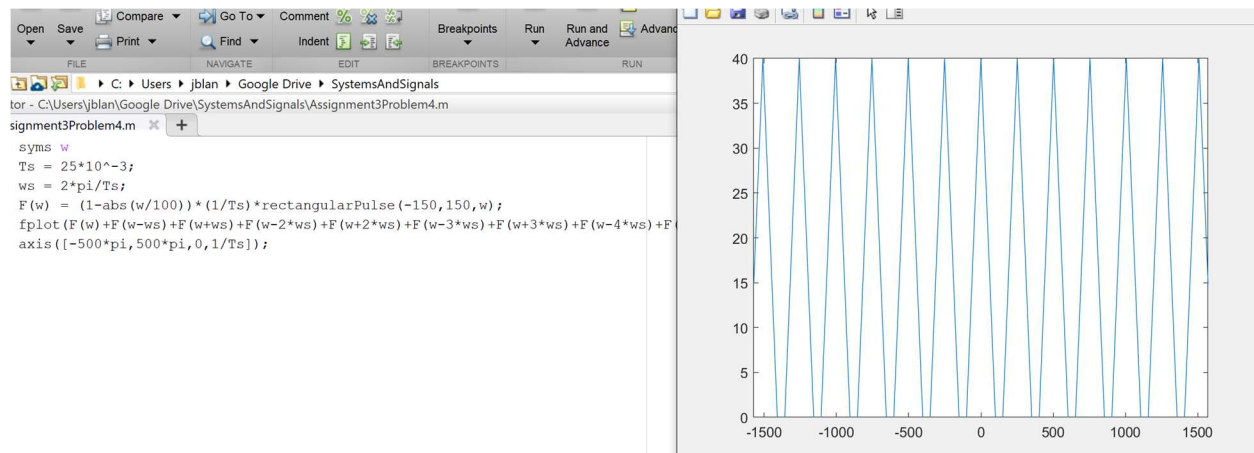 Compare Go To Comment
Open Save Breakpoints Run Run and Advanc
Print Find Indent Advance
FILE NAVIGATE EDIT BREAKPOINTS RUN
C: Users jblan Google Drive SystemsAndSignals
tor - C:\Users\jblan\Google Drive\SystemsAndSignals\Assignment3Problem4.m
signment3Problem4.m × +
syms w
Ts = 25*10^-3;
ws = 2*pi/Ts;
F(w) = (1-abs(w/100))*(1/Ts)*rectangularPulse(-150,150,w);
fplot(F(w)+F(w-ws)+F(w+ws)+F(w-2*ws)+F(w+2*ws)+F(w-3*ws)+F(w+3*ws)+F(w-4*ws)+F(
axis([-500*pi,500*pi,0,1/Ts]);
40
35
30
25
20
15
10
5
0
-1500 -1000 -500 0 500 1000 1500